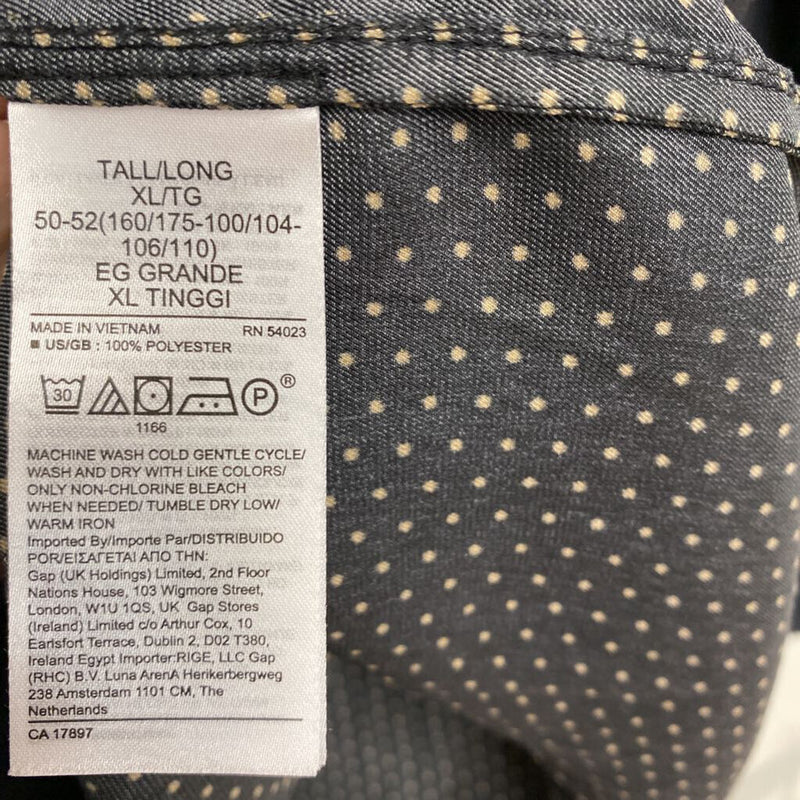 TALL/LONG
XL/TG
50-52(160/175-100/104-
106/110)
EG GRANDE
XL TINGGI
MADE IN VIETNAM RN 54023
US/GB : 100% POLYESTER
30 P ®
1166
MACHINE WASH COLD GENTLE CYCLE/
WASH AND DRY WITH LIKE COLORS/
ONLY NON-CHLORINE BLEACH
WHEN NEEDED/ TUMBLE DRY LOW/
WARM IRON
Imported By/Importe Par/DISTRIBUIDO
POR/ΕΙΣΑΓΕΤΑΙ ΑΠΟ ΤΗΝ:
Gap (UK Holdings) Limited, 2nd Floor
Nations House, 103 Wigmore Street,
London, W1U 1QS, UK Gap Stores
(Ireland) Limited c/o Arthur Cox, 10
Earlsfort Terrace, Dublin 2, D02 T380,
Ireland Egypt Importer:RIGE, LLC Gap
(RHC) B.V. Luna ArenA Herikerbergweg
238 Amsterdam 1101 CM, The
Netherlands
CA 17897